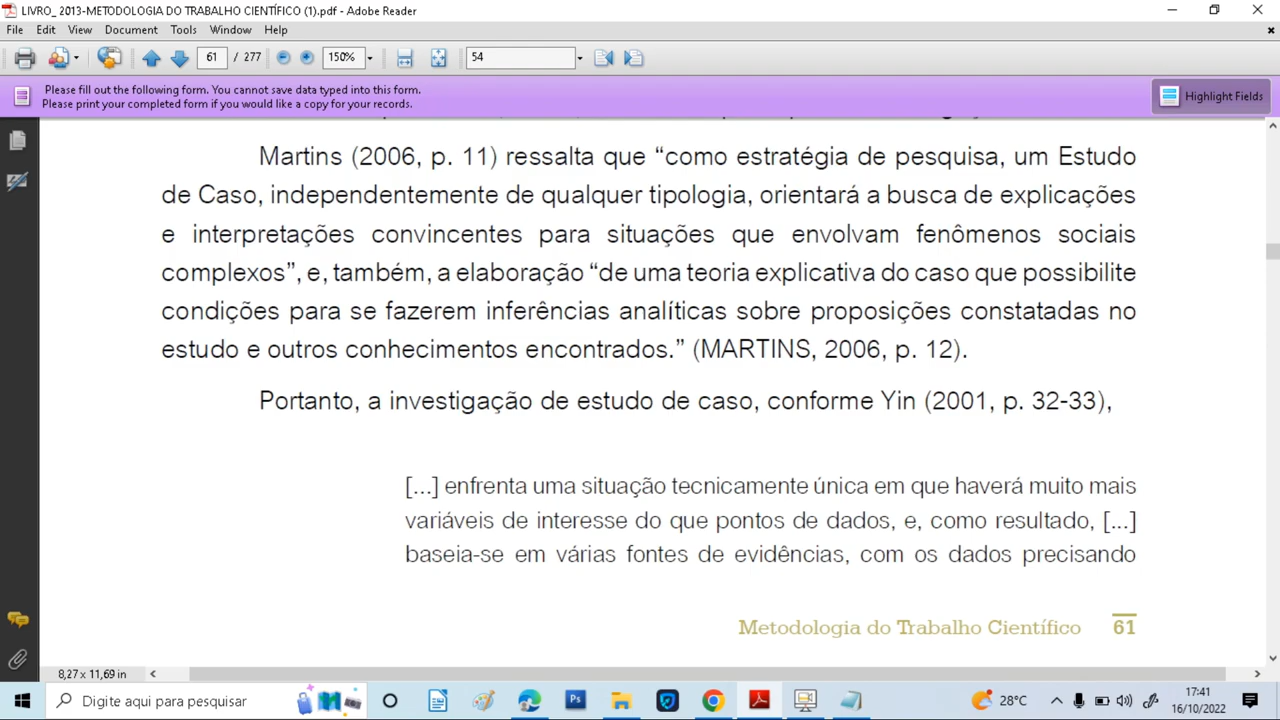 LIVRO_ 2013-METODOLOGIA DO TRABALHO CIENTÍFICO (1).pdf - Adobe Reader
File Edit View Document Tools Window Help
61 / 277 150% 54
Please fill out the following form. You cannot save data typed into this form.
Please print your completed form if you would like a copy for your records.
Highlight Fields
Martins (2006, p. 11) ressalta que “como estratégia de pesquisa, um Estudo
de Caso, independentemente de qualquer tipologia, orientará a busca de explicações
e interpretações convincentes para situações que envolvam fenômenos sociais
complexos”, e, também, a elaboração “de uma teoria explicativa do caso que possibilite
condições para se fazerem inferências analíticas sobre proposições constatadas no
estudo e outros conhecimentos encontrados.” (MARTINS, 2006, p. 12).
Portanto, a investigação de estudo de caso, conforme Yin (2001, p. 32-33),
[...] enfrenta uma situação tecnicamente única em que haverá muito mais
variáveis de interesse do que pontos de dados, e, como resultado, [...]
baseia-se em várias fontes de evidências, com os dados precisando
Metodologia do Trabalho Científico 61
8,27 x 11,69 in
Digite aqui para pesquisar
Ps
28°C
17:41
16/10/2022